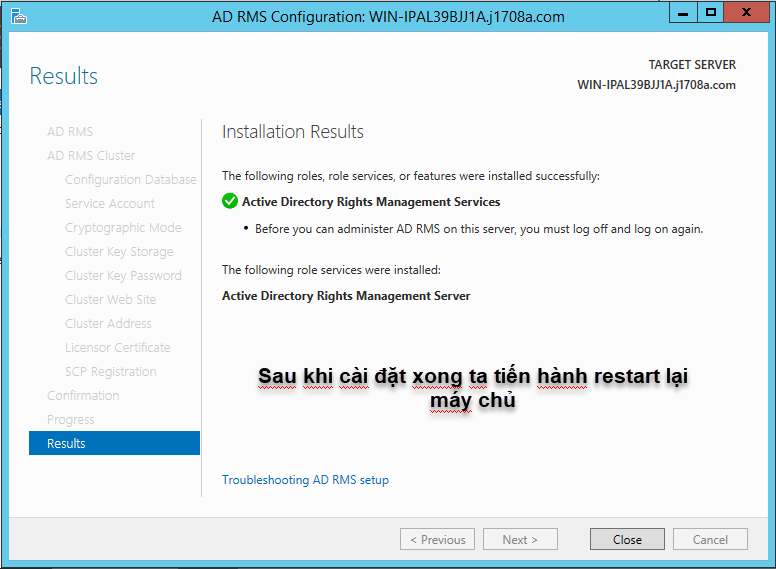 AD RMS Configuration: WIN-IPAL39BJJ1A.j1708a.com
Results
TARGET SERVER
WIN-IPAL39BJJ1A.j1708a.com
AD RMS
AD RMS Cluster
Configuration Database
Service Account
Cryptographic Mode
Cluster Key Storage
Cluster Key Password
Cluster Web Site
Cluster Address
Licensor Certificate
SCP Registration
Confirmation
Progress
Results
Installation Results
The following roles, role services, or features were installed successfully:
Active Directory Rights Management Services
• Before you can administer AD RMS on this server, you must log off and log on again.
The following role services were installed:
Active Directory Rights Management Server
Sau khi cài đặt xong ta tiến hành restart lại
máy chủ
Troubleshooting AD RMS setup
< Previous
Next >
Close
Cancel